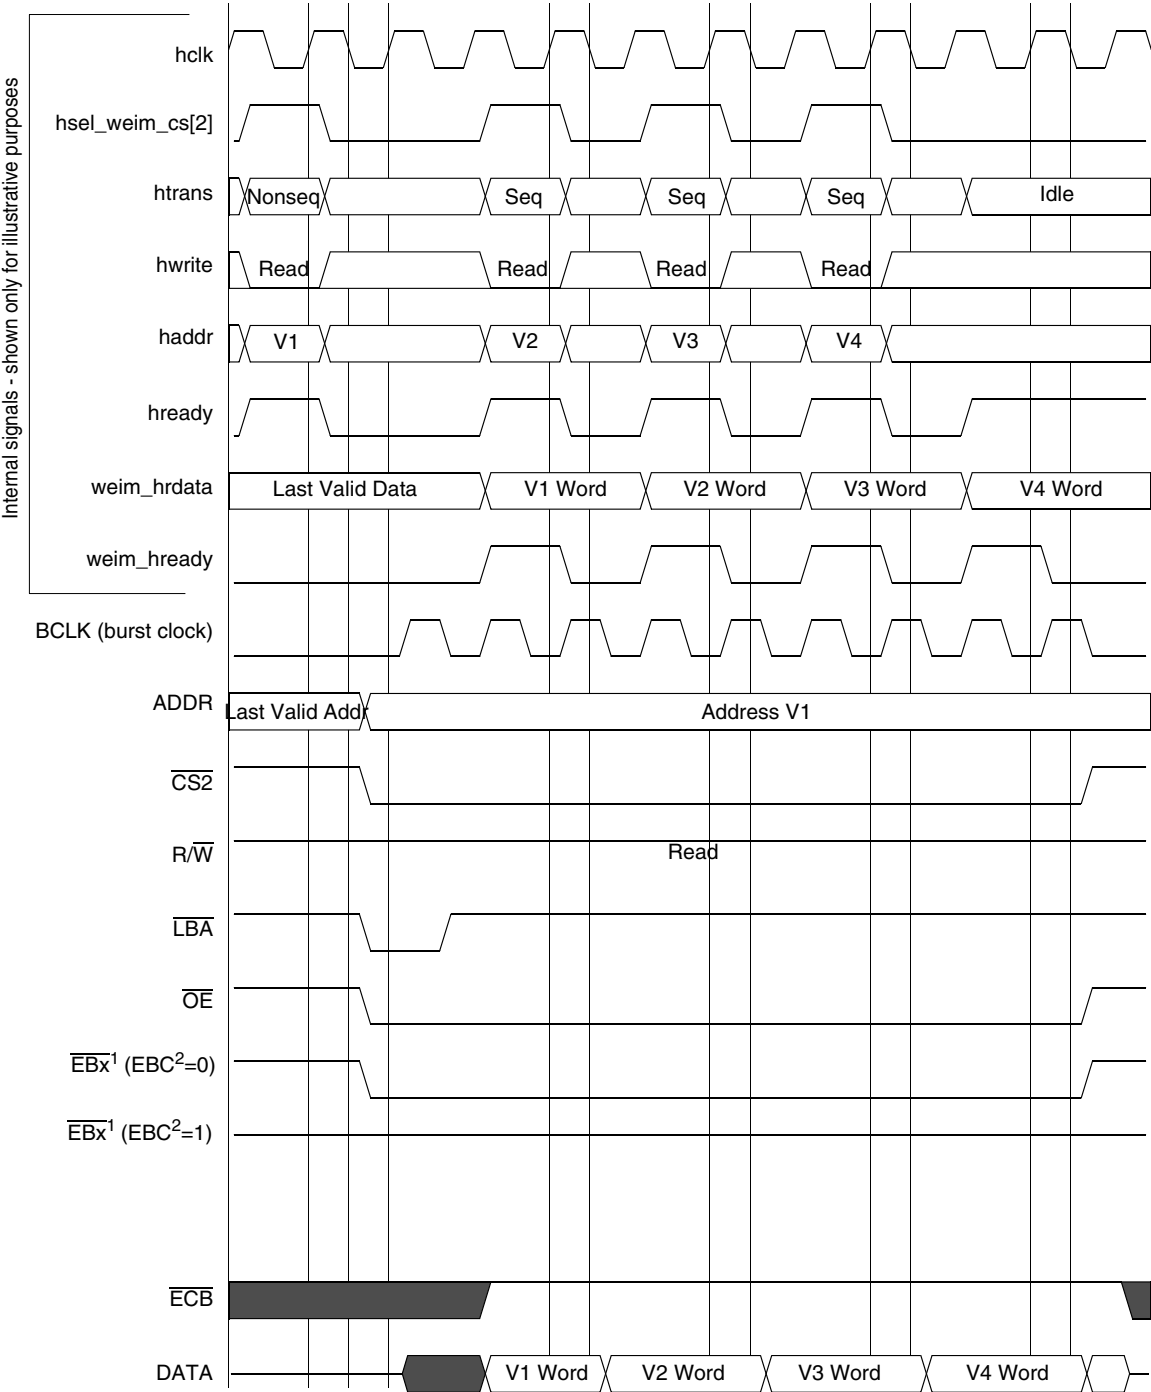 Internal signals - shown only for illustrative purposes
hclk
hsel_weim_cs[2]
htrans Nonseq Seq Seq Seq Idle
hwrite Read Read Read Read
haddr V1 V2 V3 V4
hready
weim_hrdata Last Valid Data V1 Word V2 Word V3 Word V4 Word
weim_hready
BCLK (burst clock)
ADDR Last Valid Addr Address V1
CS2
R/W Read
LBA
OE
EBx1 (EBC2=0)
EBx1 (EBC2=1)
ECB
DATA V1 Word V2 Word V3 Word V4 Word